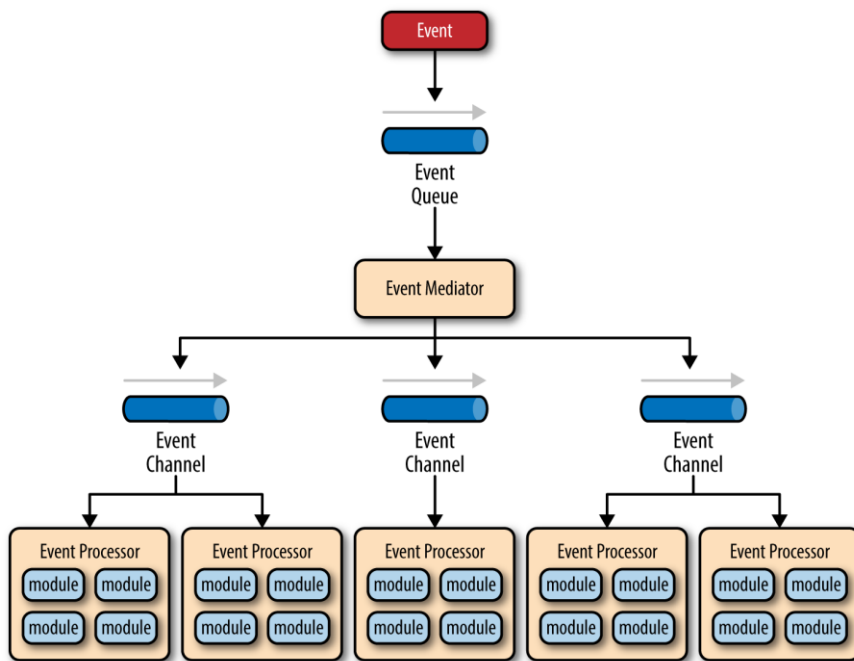 Event
Event
Queue
Event Mediator
Event
Channel
Event
Channel
Event
Channel
Event Processor
module module
module module
Event Processor
module module
module module
Event Processor
module module
module module
Event Processor
module module
module module
Event Processor
module module
module module